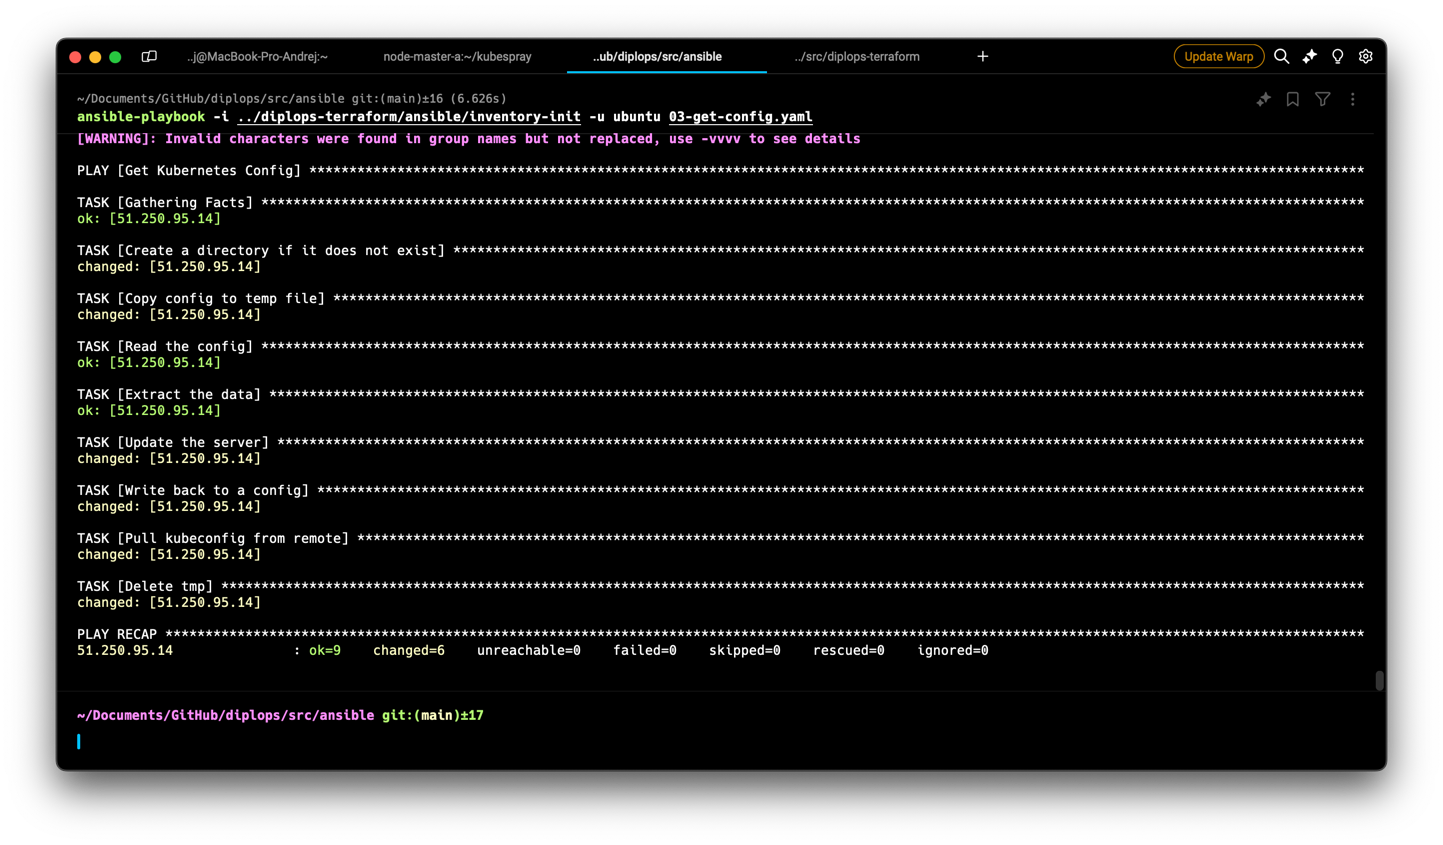 ..j@MacBook-Pro-Andrej:~ node-master-a:~/kubespray ..ub/diplops/src/ansible ../src/diplops-terraform + Update Warp
~/Documents/GitHub/diplops/src/ansible git:(main)±16 (6.626s)
ansible-playbook -i ../diplops-terraform/ansible/inventory-init -u ubuntu 03-get-config.yaml
[WARNING]: Invalid characters were found in group names but not replaced, use -vvvv to see details
PLAY [Get Kubernetes Config] ************************************************************************************************************************************
TASK [Gathering Facts] ******************************************************************************************************************************************
ok: [51.250.95.14]
TASK [Create a directory if it does not exist] ******************************************************************************************************************
changed: [51.250.95.14]
TASK [Copy config to temp file] *********************************************************************************************************************************
changed: [51.250.95.14]
TASK [Read the config] ******************************************************************************************************************************************
ok: [51.250.95.14]
TASK [Extract the data] *****************************************************************************************************************************************
ok: [51.250.95.14]
TASK [Update the server] ****************************************************************************************************************************************
changed: [51.250.95.14]
TASK [Write back to a config] ***********************************************************************************************************************************
changed: [51.250.95.14]
TASK [Pull kubeconfig from remote] ******************************************************************************************************************************
changed: [51.250.95.14]
TASK [Delete tmp] ***********************************************************************************************************************************************
changed: [51.250.95.14]
PLAY RECAP ******************************************************************************************************************************************************
51.250.95.14 : ok=9 changed=6 unreachable=0 failed=0 skipped=0 rescued=0 ignored=0
~/Documents/GitHub/diplops/src/ansible git:(main)±17